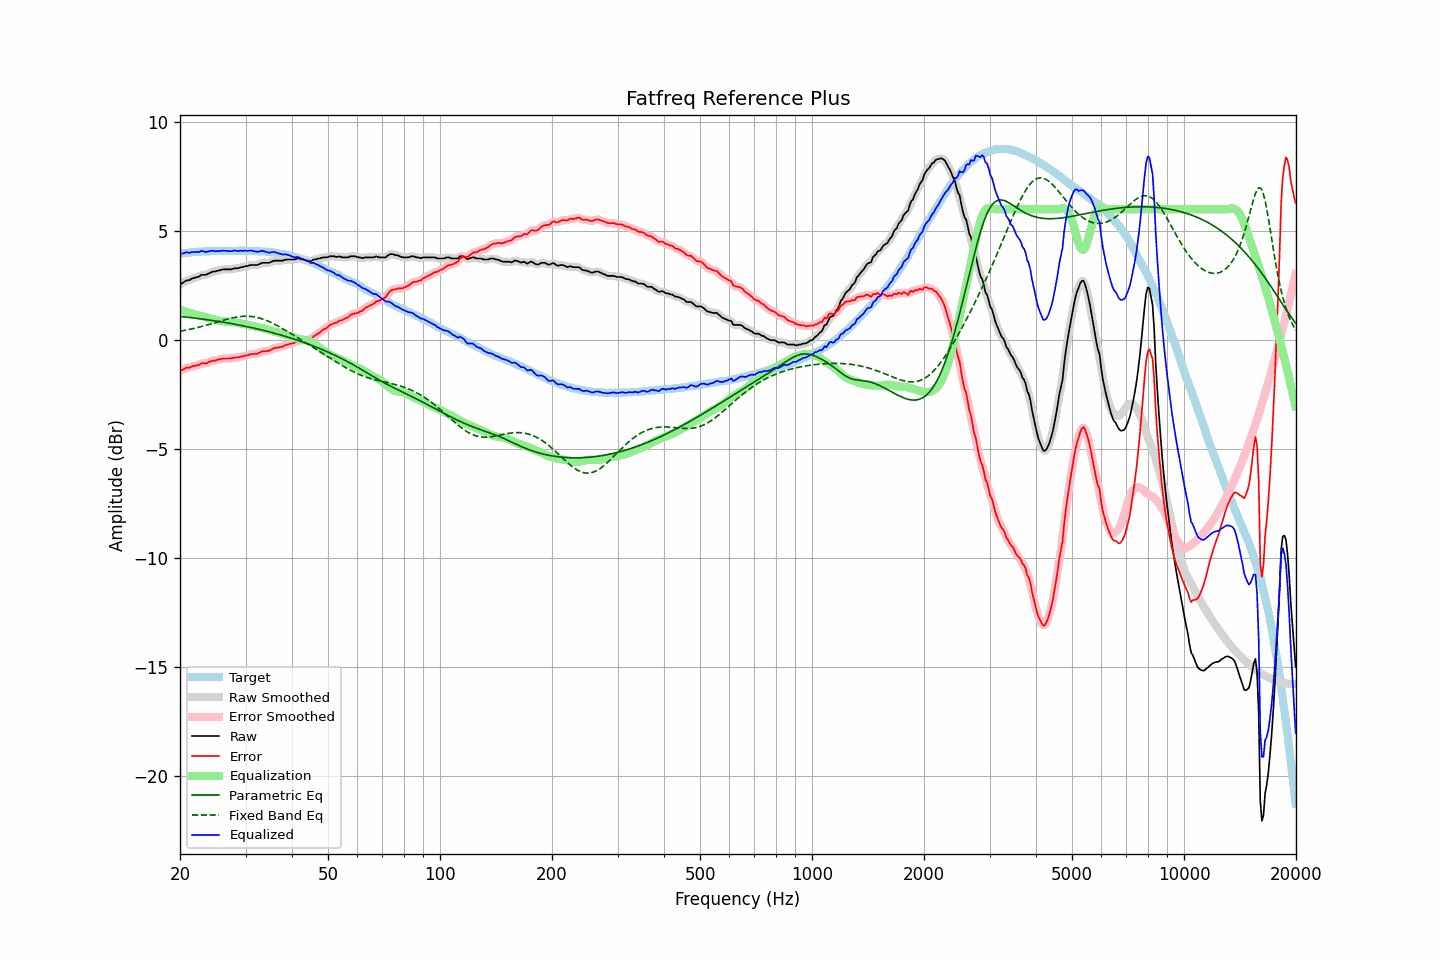 Fatfreq Reference Plus
Amplitude (dBr)
10
5
0
−5
−10
−15
−20
Target
Raw Smoothed
Error Smoothed
Raw
Error
Equalization
Parametric Eq
Fixed Band Eq
Equalized
20 50 100 200 500 1000 2000 5000 10000 20000
Frequency (Hz)